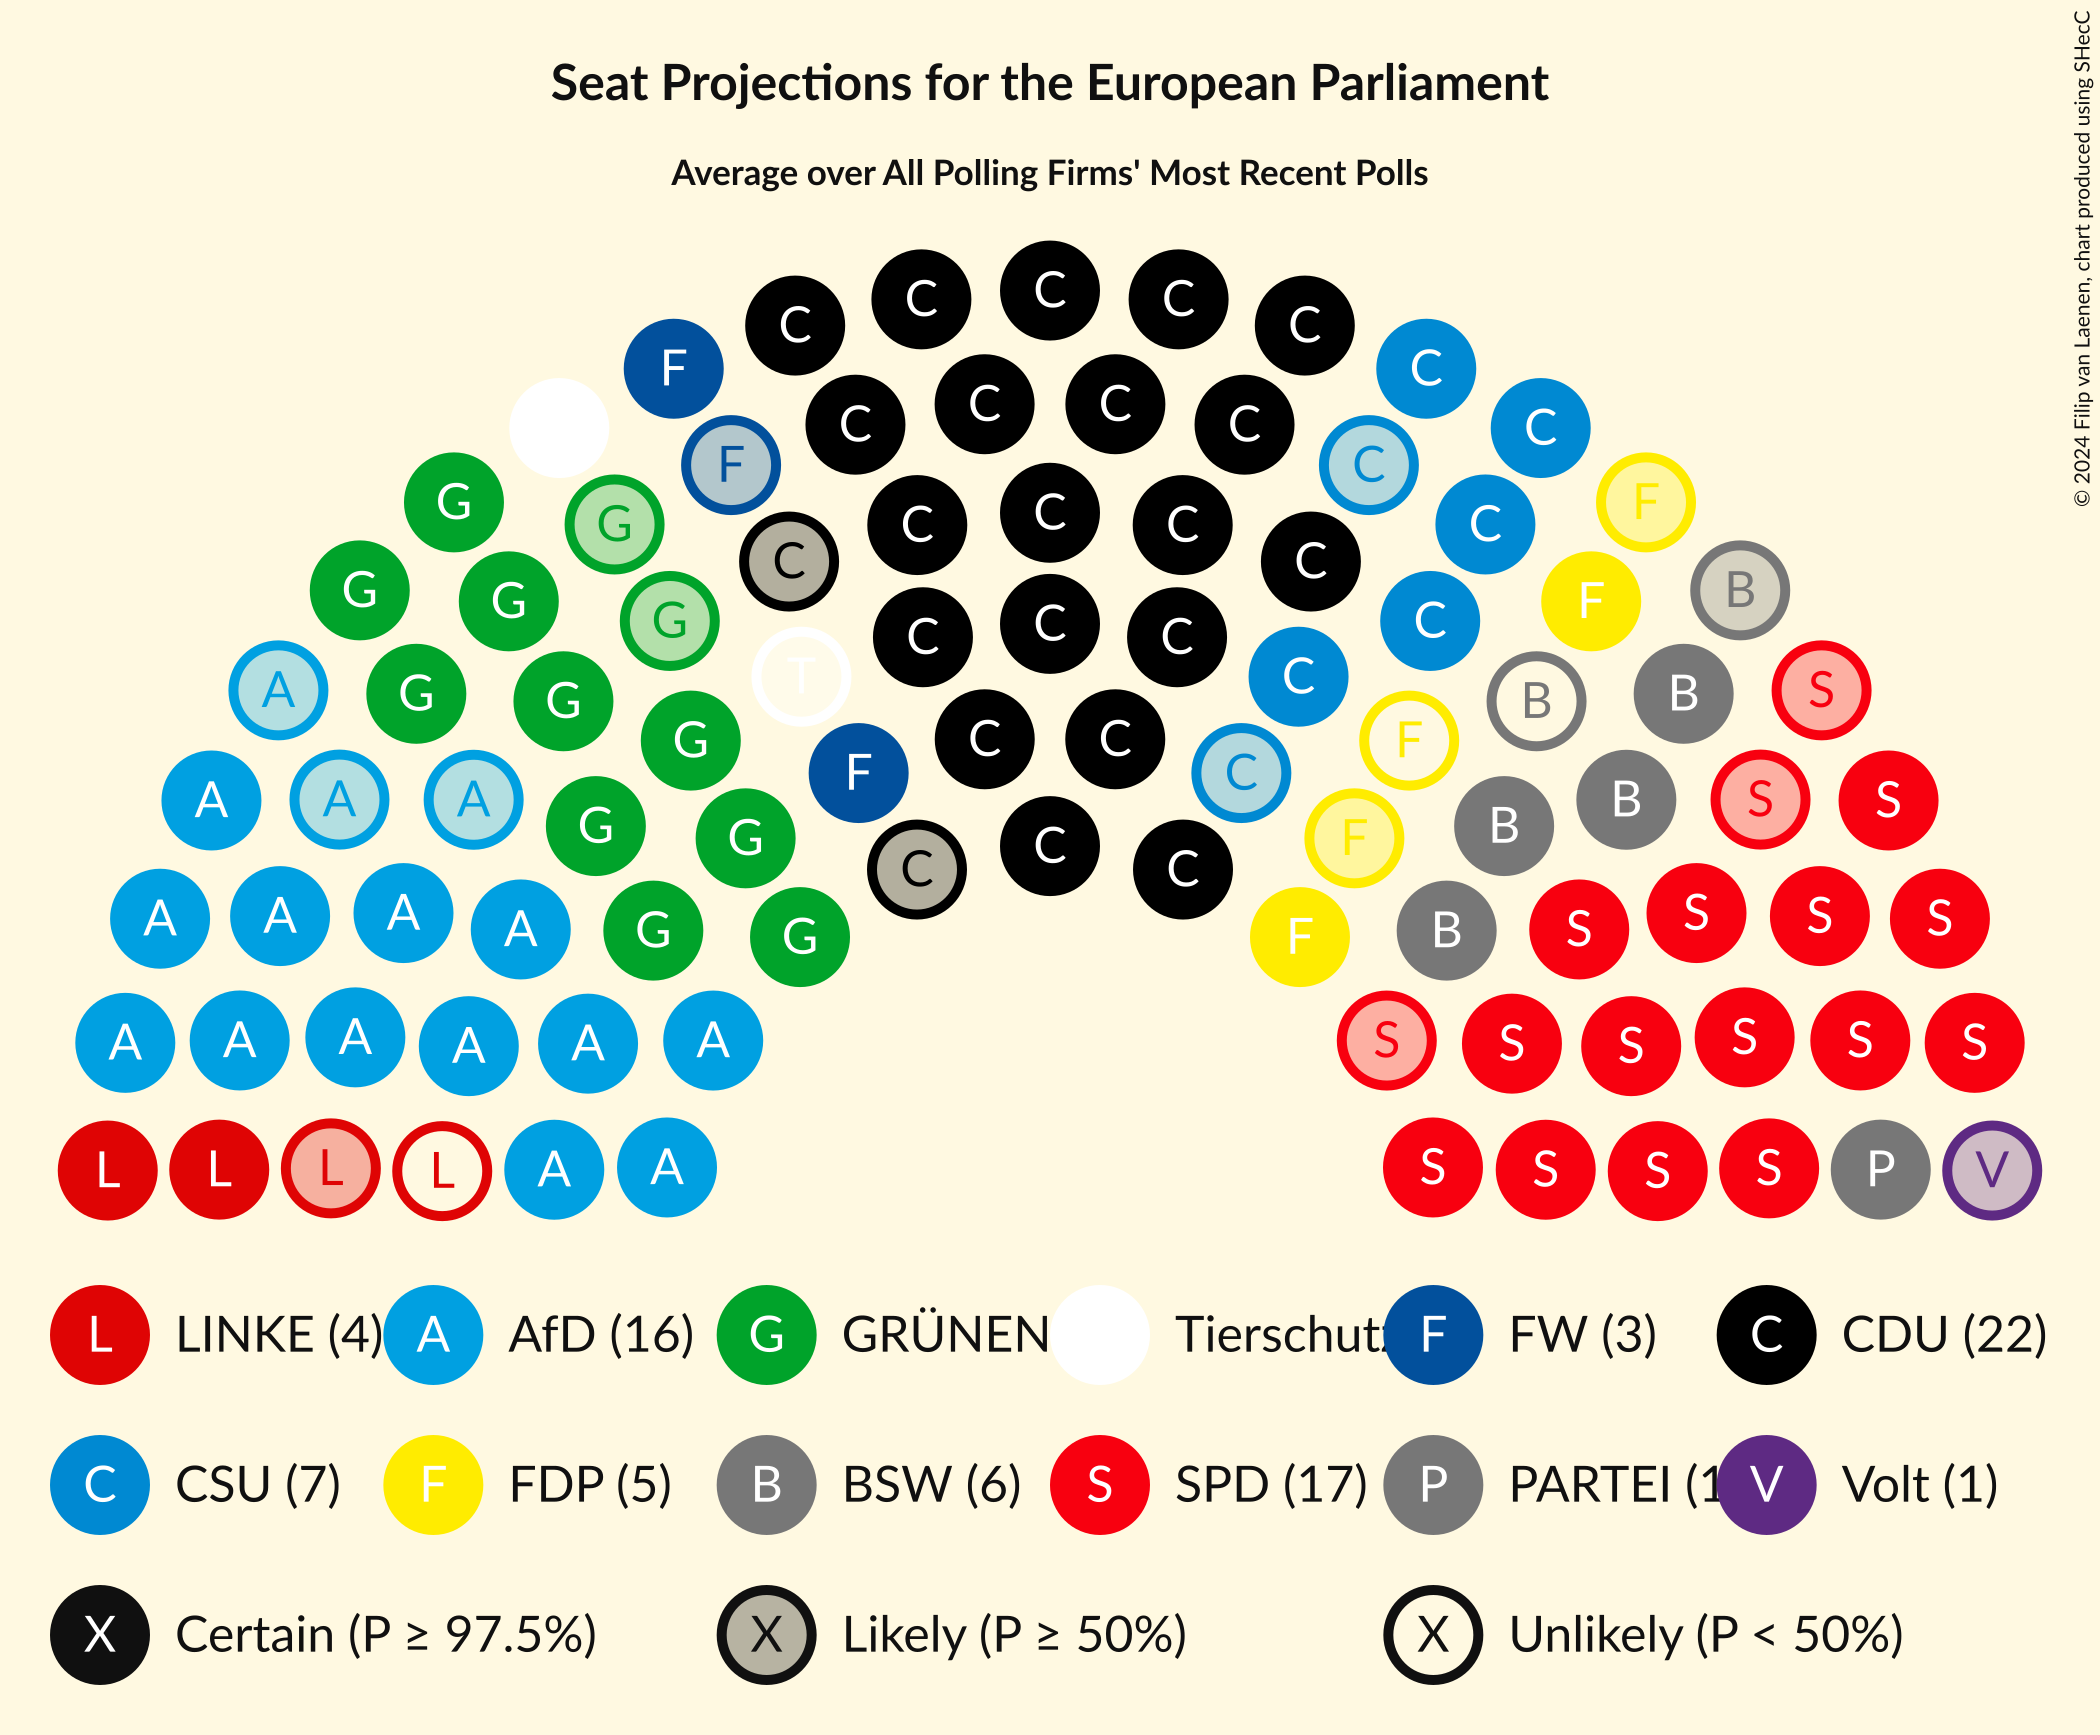 Seat Projections for the European Parliament
Average over All Polling Firms' Most Recent Polls
© 2024 Filip van Laenen, chart produced using SHecC
C C C C C
F C
C C C C
C
F C
G C C C F
G C C C C
G G C
G C C C C F B
A G G T C F B B S
G C C F
A A A G G F C B B S S
C C C
A A A A G G F B S S S S
A A A A A A S S S S S S
L L L L A A S S S S P V
L LINKE (4) A AfD (16) G GRÜNEN Tierschutz F FW (3) C CDU (22)
C CSU (7) F FDP (5) B BSW (6) S SPD (17) P PARTEI (1 V Volt (1)
X Certain (P ≥ 97.5%) X Likely (P ≥ 50%) X Unlikely (P < 50%)